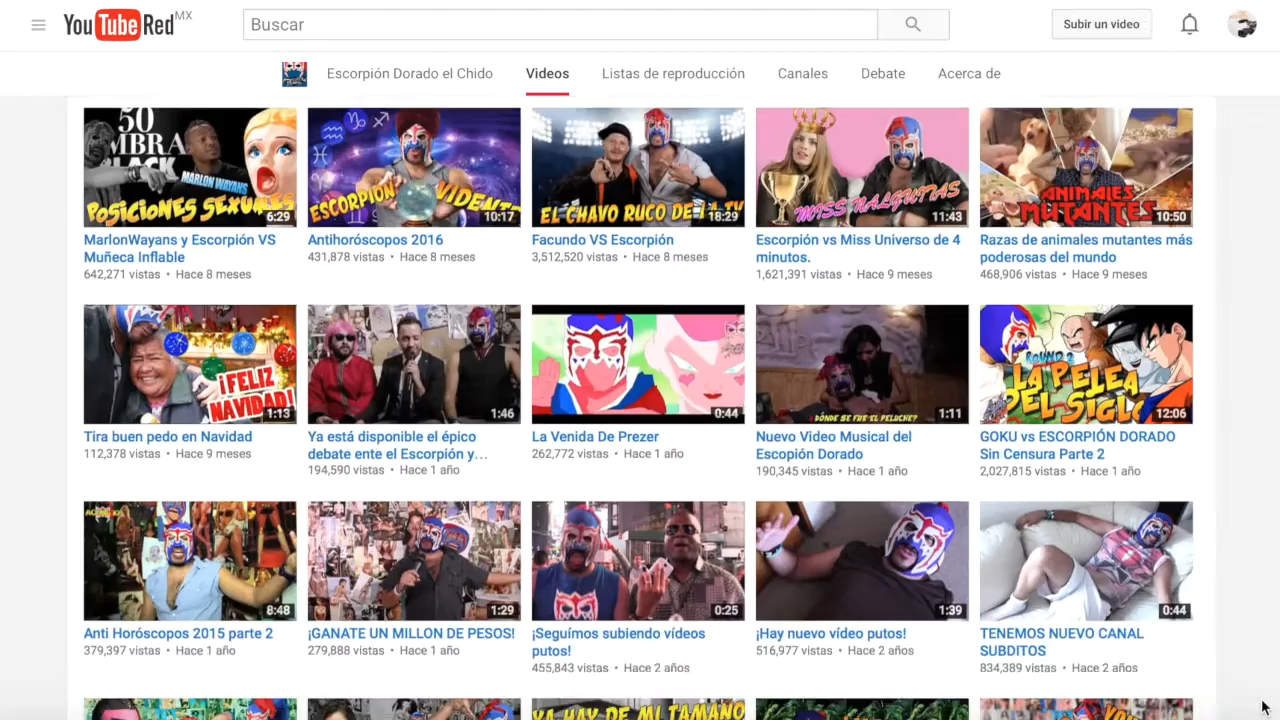 YouTube Red MX
Buscar
Subir un video
Escorpión Dorado el Chido
Videos
Listas de reproducción
Canales
Debate
Acerca de
50
MBRA
BLACK
MARLON WAYANS
POSICIONES SEXUALES
6:29
ESCORPIÓN VIDENTE
10:17
EL CHAVO RUCO DE LA TV
18:29
MISS NALGUITAS
11:43
ANIMALES
MUTANTES
10:50
MarlonWayans y Escorpión VS
Muñeca Inflable
642,271 vistas • Hace 8 meses
Antihoróscopos 2016
431,878 vistas • Hace 8 meses
Facundo VS Escorpión
3,512,520 vistas • Hace 8 meses
Escorpión vs Miss Universo de 4
minutos.
1,621,391 vistas • Hace 9 meses
Razas de animales mutantes más
poderosas del mundo
468,906 vistas • Hace 9 meses
¡FELIZ
NAVIDAD!
1:13
1:46
0:44
¿DÓNDE SE FUE EL PELUCHE?
1:11
ROUND 2
LA PELEA
DEL SIGLO
12:06
Tira buen pedo en Navidad
112,378 vistas • Hace 9 meses
Ya está disponible el épico
debate ente el Escorpión y…
194,590 vistas • Hace 1 año
La Venida De Prezer
262,772 vistas • Hace 1 año
Nuevo Video Musical del
Escopión Dorado
190,345 vistas • Hace 1 año
GOKU vs ESCORPIÓN DORADO
Sin Censura Parte 2
2,027,815 vistas • Hace 1 año
8:48
1:29
0:25
1:39
0:44
Anti Horóscopos 2015 parte 2
379,397 vistas • Hace 1 año
¡GANATE UN MILLON DE PESOS!
279,888 vistas • Hace 1 año
¡Seguímos subiendo vídeos
putos!
455,843 vistas • Hace 2 años
¡Hay nuevo vídeo putos!
516,977 vistas • Hace 2 años
TENEMOS NUEVO CANAL
SUBDITOS
834,389 vistas • Hace 2 años
YA HAY DE MI TAMAÑO